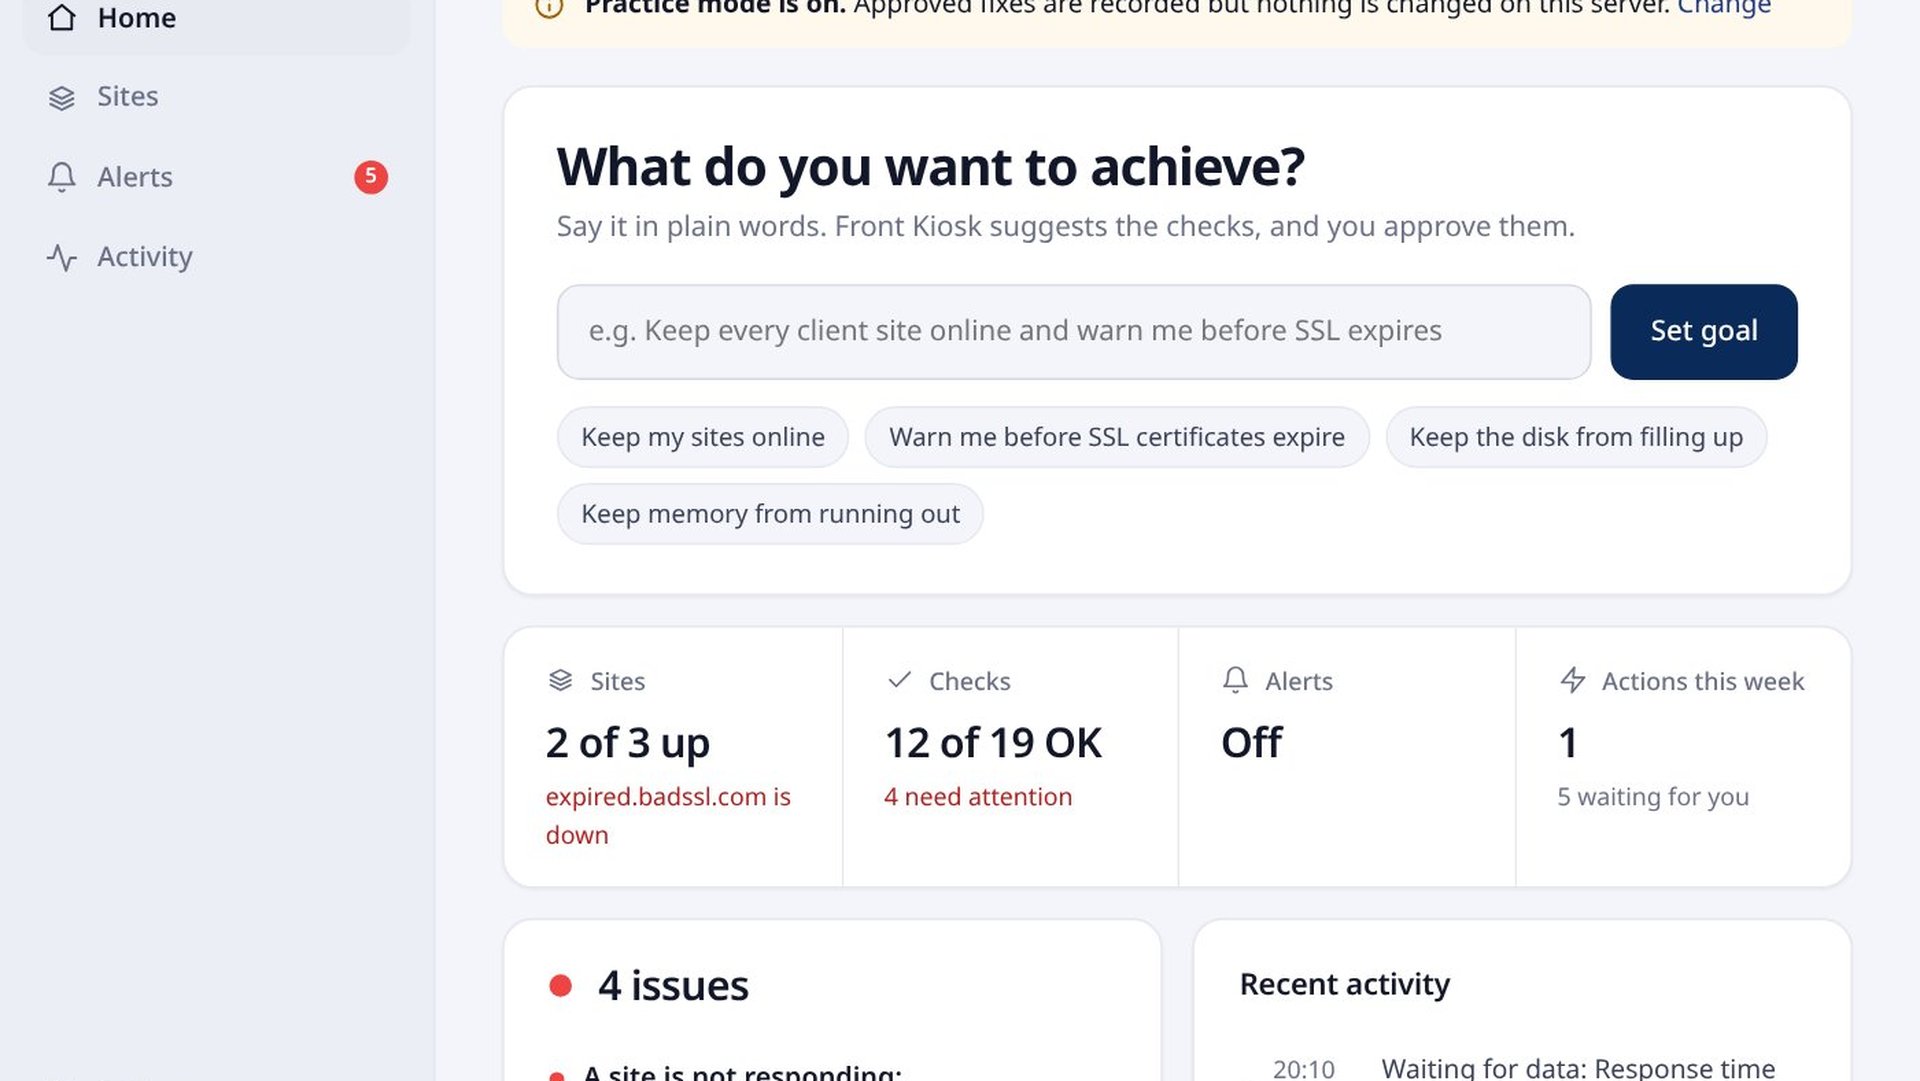 Home
Sites
Alerts 5
Activity
Practice mode is on. Approved fixes are recorded but nothing is changed on this server. Change
What do you want to achieve?
Say it in plain words. Front Kiosk suggests the checks, and you approve them.
e.g. Keep every client site online and warn me before SSL expires
Set goal
Keep my sites online
Warn me before SSL certificates expire
Keep the disk from filling up
Keep memory from running out
Sites
2 of 3 up
expired.badssl.com is
down
Checks
12 of 19 OK
4 need attention
Alerts
Off
Actions this week
1
5 waiting for you
4 issues
A site is not responding:
Recent activity
20:10 Waiting for data: Response time